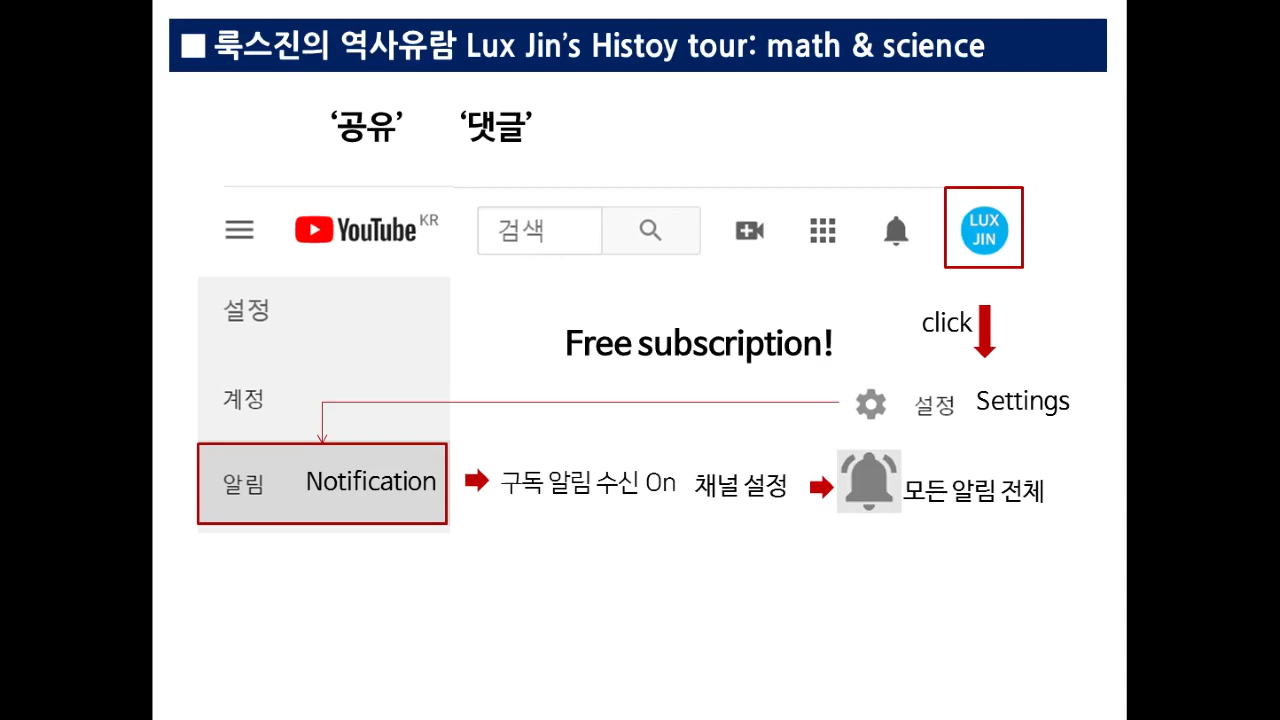 ■ 룩스진의 역사유람 Lux Jin's Histoy tour: math & science
‘공유’ ‘댓글’
YouTube KR 검색 LUX JIN
설정
click
Free subscription!
계정
설정 Settings
알림 Notification 구독 알림 수신 On 채널 설정 모든 알림 전체